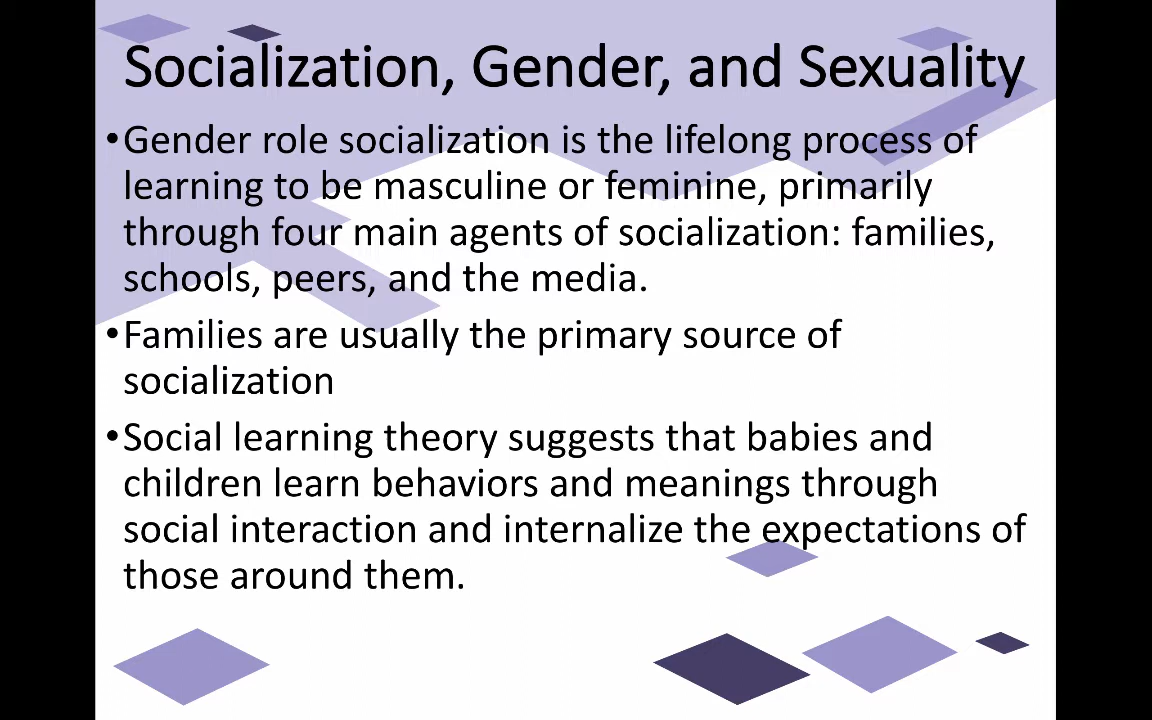 Socialization, Gender, and Sexuality
•Gender role socialization is the lifelong process of
learning to be masculine or feminine, primarily
through four main agents of socialization: families,
schools, peers, and the media.
•Families are usually the primary source of
socialization
•Social learning theory suggests that babies and
children learn behaviors and meanings through
social interaction and internalize the expectations of
those around them.